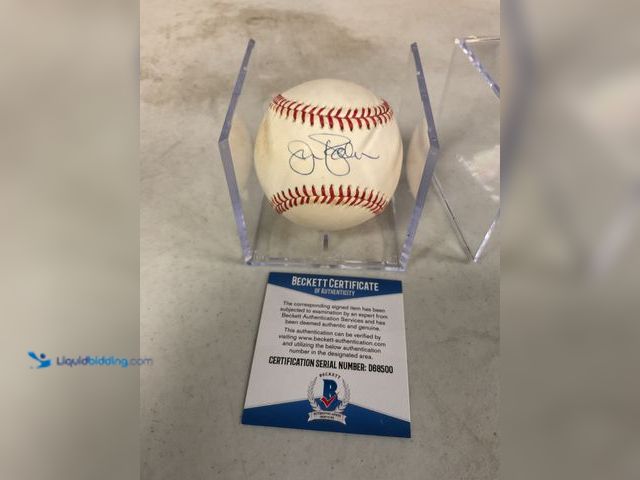 BECKETT CERTIFICATE
OF AUTHENTICITY
The corresponding signed item has been
subjected to examination by an expert from
Beckett Authentication Services and has
been deemed authentic and genuine.
This authentication can be verified by
visiting www.beckett-authentication.com
and utilizing the below authentication
number in the designated area.
CERTIFICATION SERIAL NUMBER: D68500
Liquidbidding.com
BECKETT
B